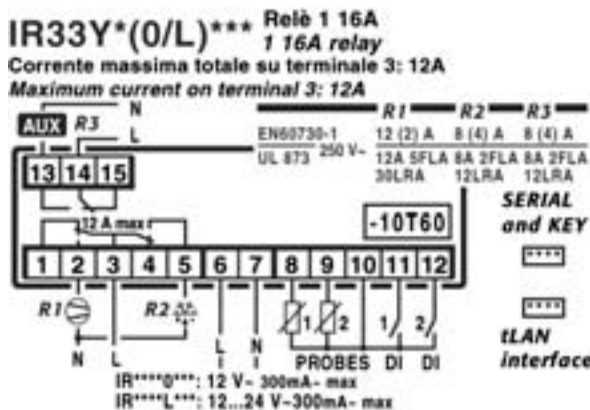 IR33Y*(0/L)*** Relè 1 16A
1 16A relay
Corrente massima totale su terminale 3: 12A
Maximum current on terminal 3: 12A
N
AUX R3 L
R1 R2 R3
EN60730-1 12 (2) A 8 (4) A 8 (4) A
UL 873 250 V~ 12A 5FLA 8A 2FLA 8A 2FLA
30LRA 12LRA 12LRA
13 14 15
SERIAL
and KEY
12 A max
-10T60
1 2 3 4 5 6 7 8 9 10 11 12
R1 R2 1 2 1 2
N L L N PROBES DI DI
tLAN
interface
IR****0***: 12 V~ 300mA~ max
IR****L***: 12...24 V~300mA~ max